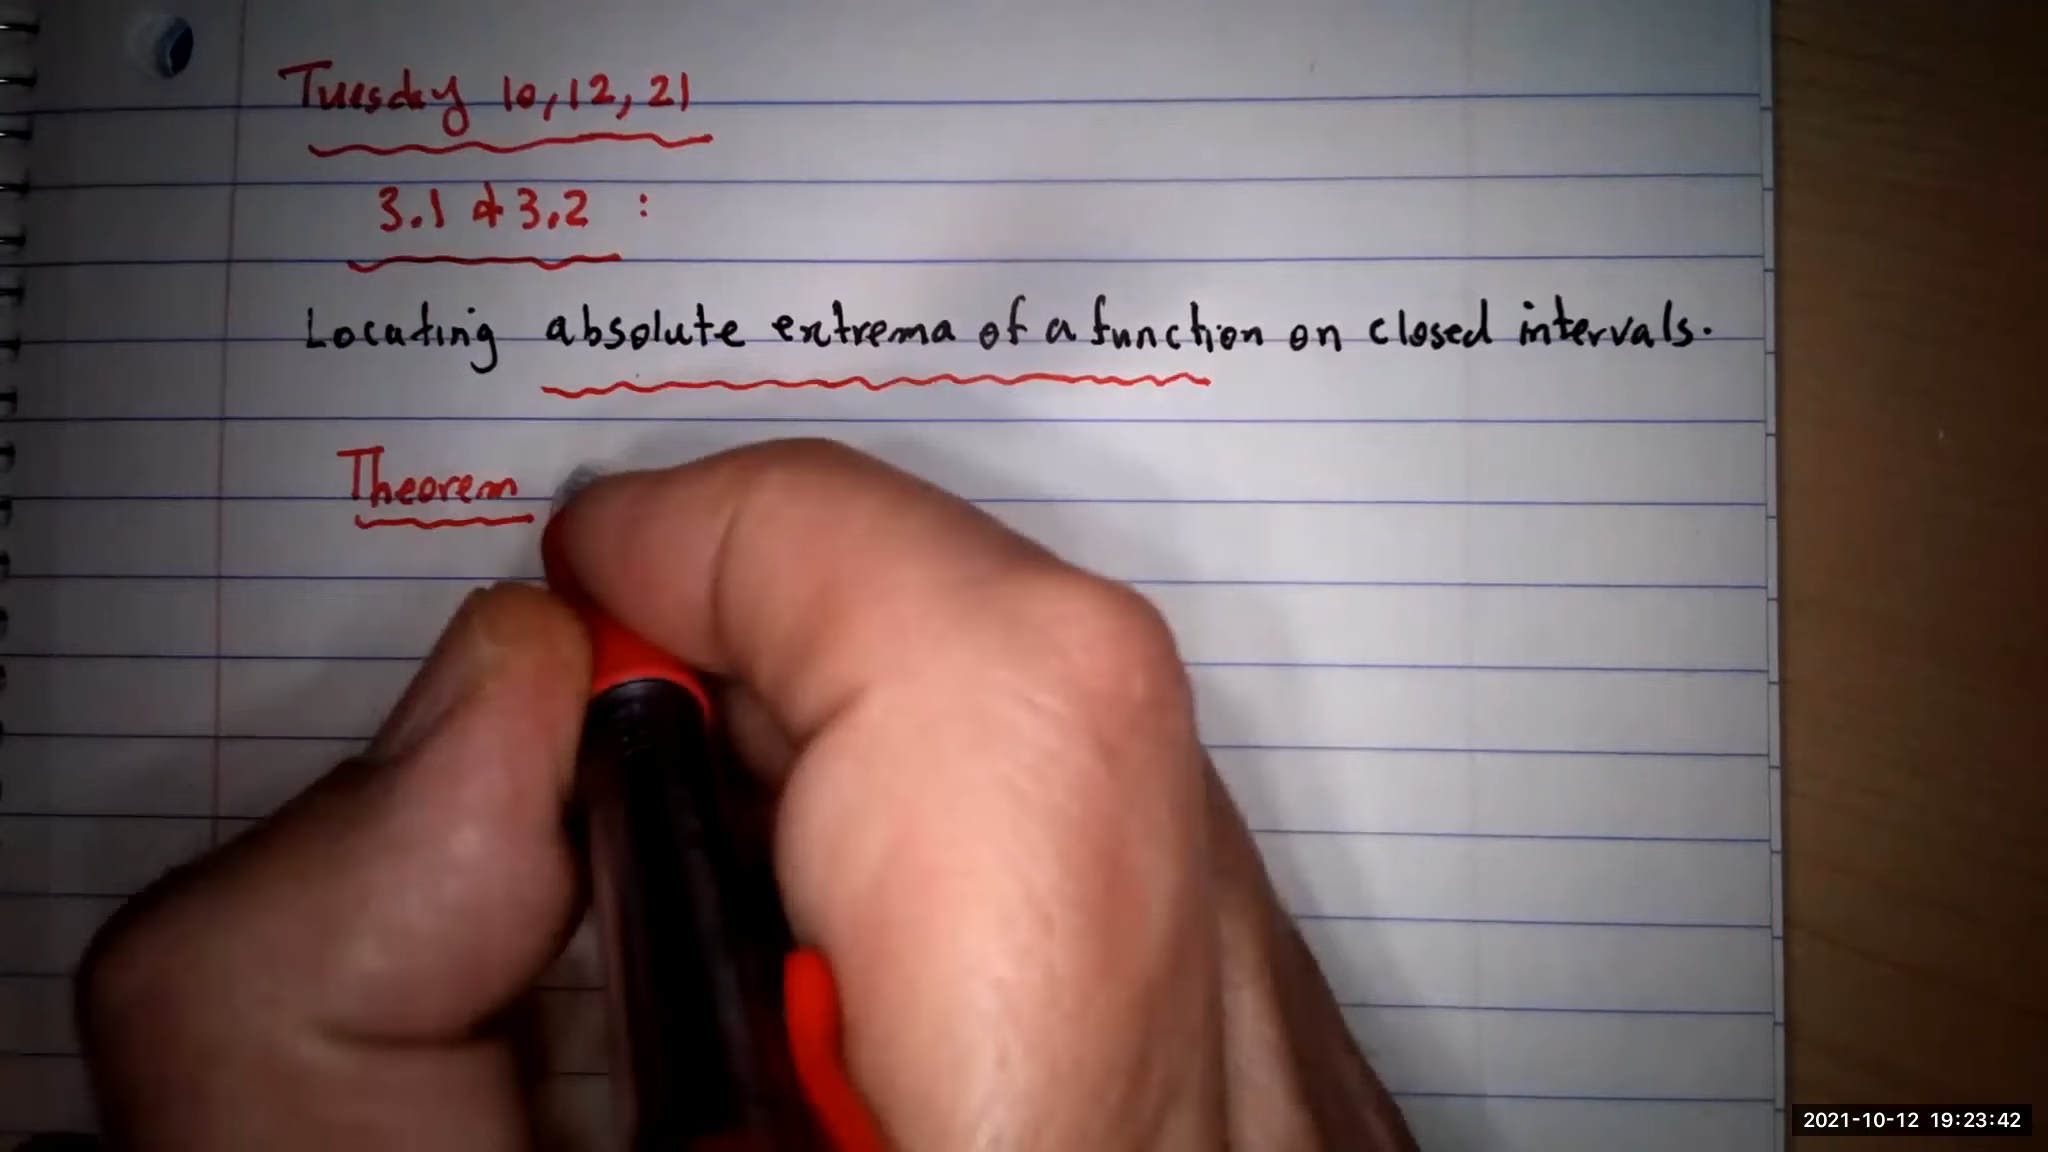 Tuesday 10,12,21
3.1 & 3.2 :
Locating absolute extrema of a function on closed intervals.
Theorem
2021-10-12 19:23:42